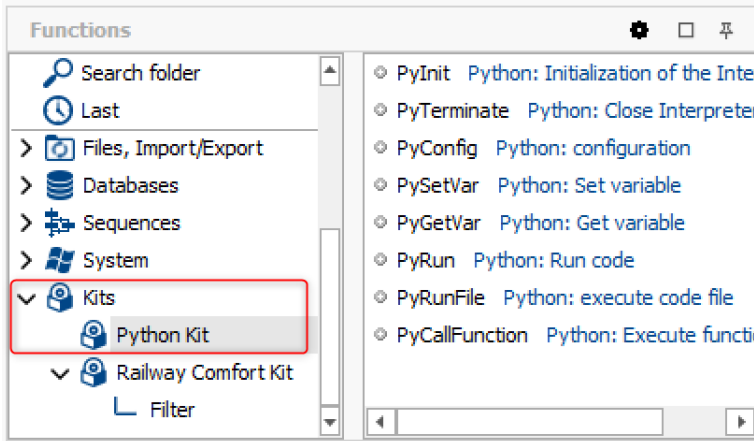 Functions
Search folder
Last
Files, Import/Export
Databases
Sequences
System
Kits
Python Kit
Railway Comfort Kit
Filter
PyInit Python: Initialization of the Inte
PyTerminate Python: Close Interpreter
PyConfig Python: configuration
PySetVar Python: Set variable
PyGetVar Python: Get variable
PyRun Python: Run code
PyRunFile Python: execute code file
PyCallFunction Python: Execute functi